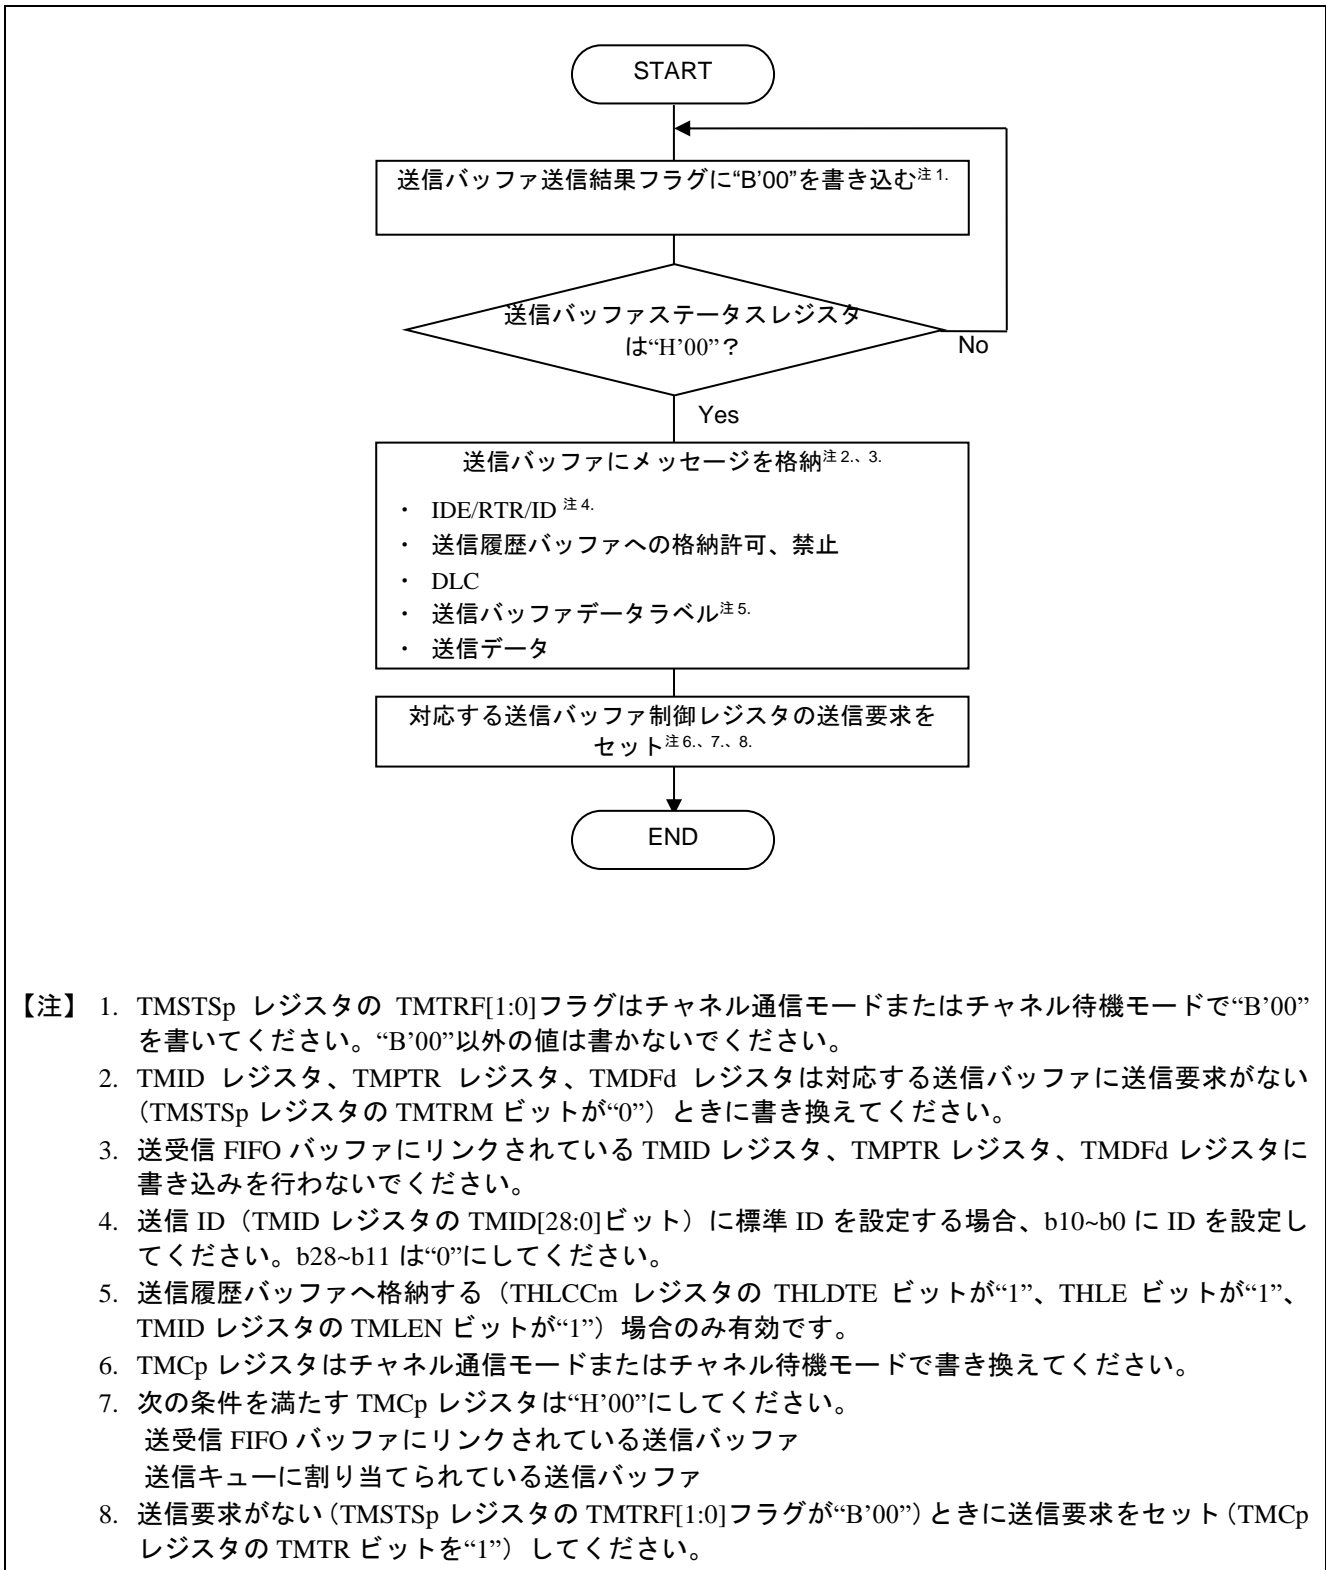 START
送信バッファ送信結果フラグに“B’00”を書き込む注 1.
送信バッファステータスレジスタ
は“H’00”？
No
Yes
送信バッファにメッセージを格納注 2.、3.
・ IDE/RTR/ID 注 4.
・ 送信履歴バッファへの格納許可、禁止
・ DLC
・ 送信バッファデータラベル注 5.
・ 送信データ
対応する送信バッファ制御レジスタの送信要求を
セット注 6.、7.、8.
END
【注】 1. TMSTSp レジスタの TMTRF[1:0]フラグはチャネル通信モードまたはチャネル待機モードで“B’00”
を書いてください。“B’00”以外の値は書かないでください。
2. TMID レジスタ、TMPTR レジスタ、TMDFd レジスタは対応する送信バッファに送信要求がない
（TMSTSp レジスタの TMTRM ビットが“0”）ときに書き換えてください。
3. 送受信 FIFO バッファにリンクされている TMID レジスタ、TMPTR レジスタ、TMDFd レジスタに
書き込みを行わないでください。
4. 送信 ID（TMID レジスタの TMID[28:0]ビット）に標準 ID を設定する場合、b10~b0 に ID を設定し
てください。b28~b11 は“0”にしてください。
5. 送信履歴バッファへ格納する（THLCCm レジスタの THLDTE ビットが“1”、THLE ビットが“1”、
TMID レジスタの TMLEN ビットが“1”）場合のみ有効です。
6. TMCp レジスタはチャネル通信モードまたはチャネル待機モードで書き換えてください。
7. 次の条件を満たす TMCp レジスタは“H’00”にしてください。
送受信 FIFO バッファにリンクされている送信バッファ
送信キューに割り当てられている送信バッファ
8. 送信要求がない（TMSTSp レジスタの TMTRF[1:0]フラグが“B’00”）ときに送信要求をセット（TMCp
レジスタの TMTR ビットを“1”）してください。